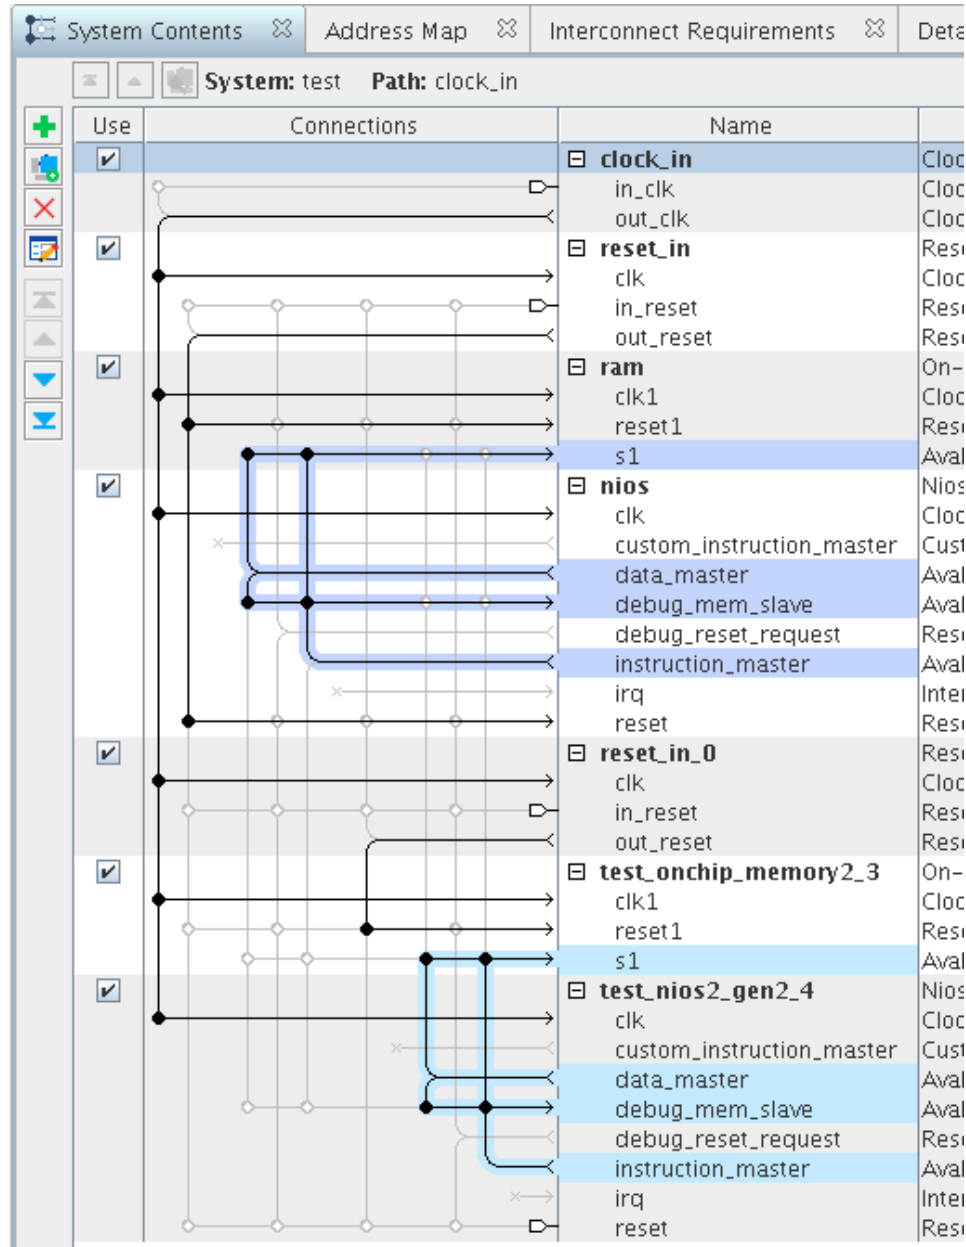 System Contents Address Map Interconnect Requirements Deta
System: test Path: clock_in
Use Connections Name
clock_in Cloc
in_clk Cloc
out_clk Cloc
reset_in Rese
clk Cloc
in_reset Rese
out_reset Rese
ram On-
clk1 Cloc
reset1 Rese
s1 Aval
nios Nios
clk Cloc
custom_instruction_master Cust
data_master Aval
debug_mem_slave Aval
debug_reset_request Rese
instruction_master Aval
irq Inter
reset Rese
reset_in_0 Rese
clk Cloc
in_reset Rese
out_reset Rese
test_onchip_memory2_3 On-
clk1 Cloc
reset1 Rese
s1 Aval
test_nios2_gen2_4 Nios
clk Cloc
custom_instruction_master Cust
data_master Aval
debug_mem_slave Aval
debug_reset_request Rese
instruction_master Aval
irq Inter
reset Rese